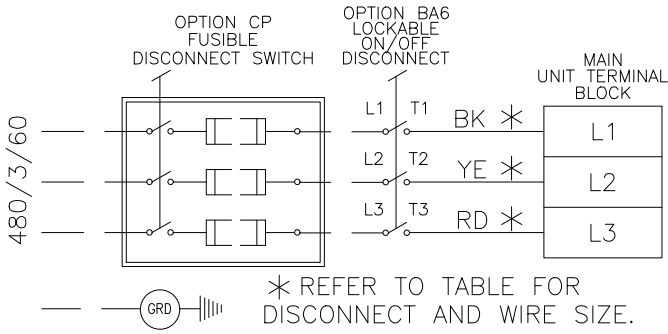 OPTION CP
FUSIBLE
DISCONNECT SWITCH
OPTION BA6
LOCKABLE
ON/OFF
DISCONNECT
MAIN
UNIT TERMINAL
BLOCK
480/3/60
L1 T1
BK *
L1
L2 T2
YE *
L2
L3 T3
RD *
L3
GRD
* REFER TO TABLE FOR
DISCONNECT AND WIRE SIZE.